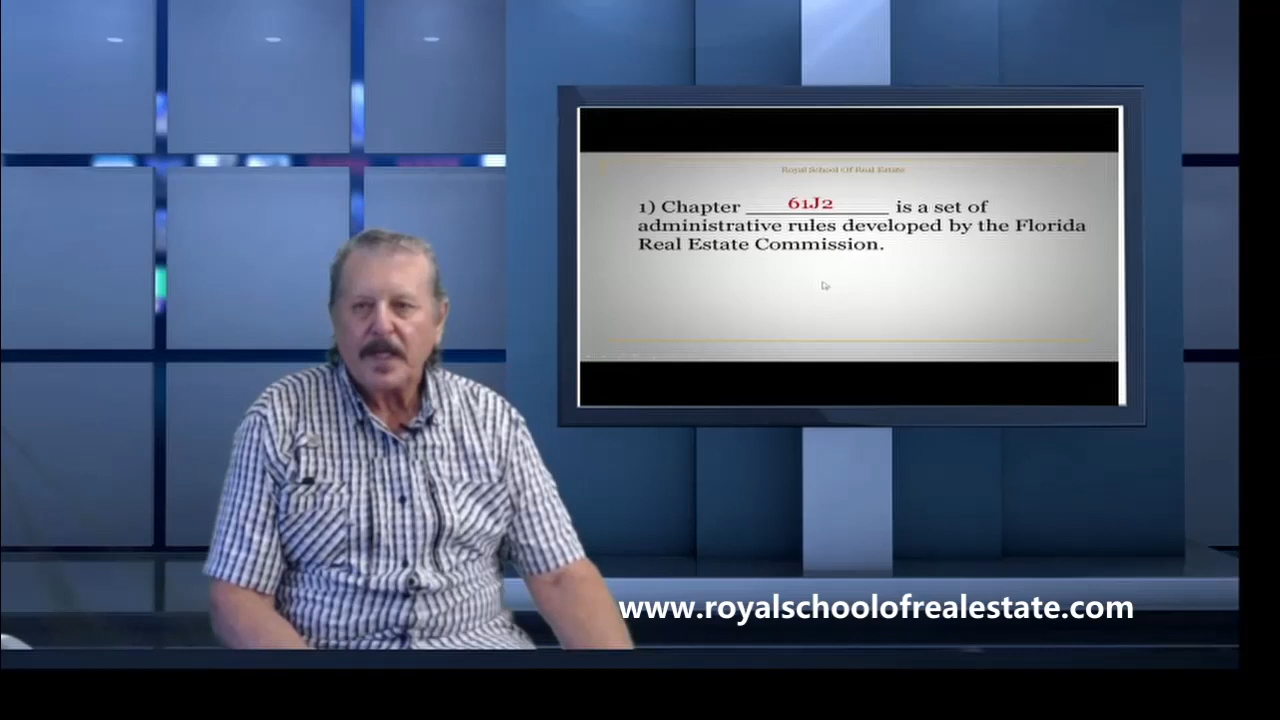 Royal School Of Real Estate
1) Chapter 61J2 is a set of
administrative rules developed by the Florida
Real Estate Commission.
www.royalschoolofrealestate.com